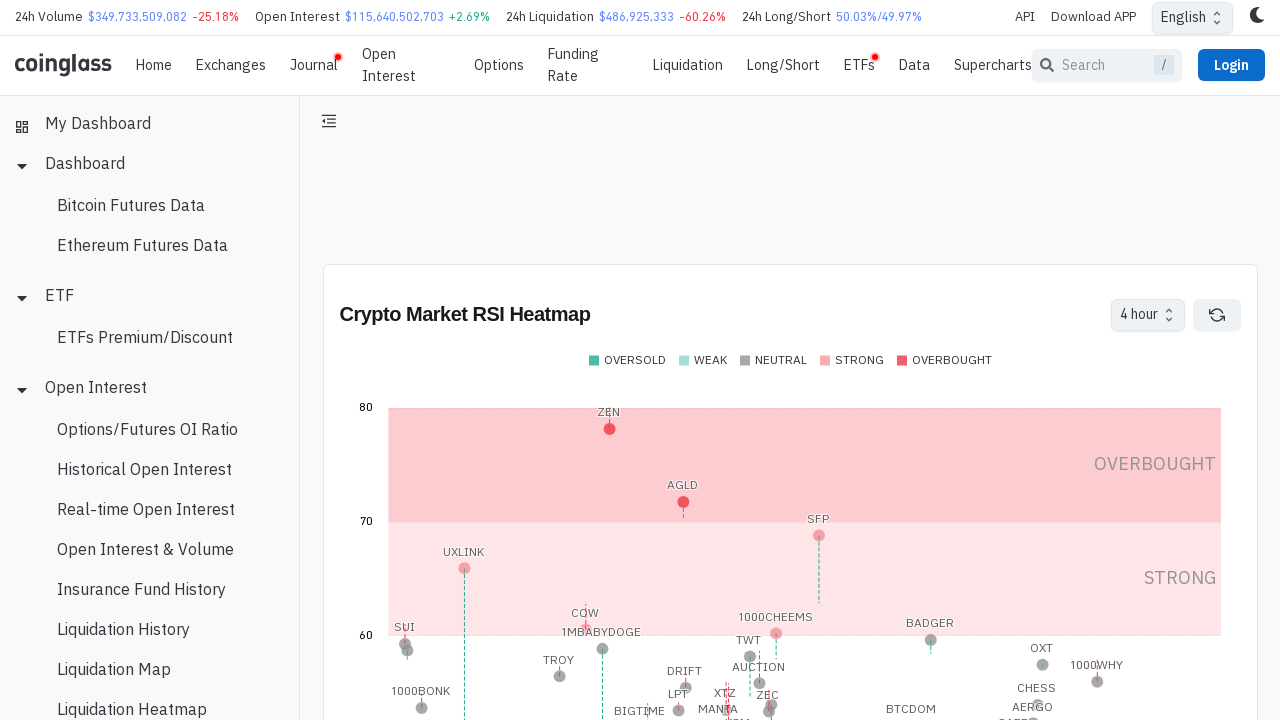 24h Volume $349,733,509,082 -25.18% Open Interest $115,640,502,703 +2.69% 24h Liquidation $486,925,333 -60.26% 24h Long/Short 50.03%/49.97% API Download APP English
coinglass Home Exchanges Journal Open Interest Options Funding Rate Liquidation Long/Short ETFs Data Supercharts Search / Login
My Dashboard
Dashboard
Bitcoin Futures Data
Ethereum Futures Data
ETF
ETFs Premium/Discount
Open Interest
Options/Futures OI Ratio
Historical Open Interest
Real-time Open Interest
Open Interest & Volume
Insurance Fund History
Liquidation History
Liquidation Map
Liquidation Heatmap
Crypto Market RSI Heatmap 4 hour
OVERSOLD WEAK NEUTRAL STRONG OVERBOUGHT
80
ZEN
OVERBOUGHT
AGLD
70
SFP
UXLINK
STRONG
COW
1000CHEEMS
BADGER
SUI
1MBABYDOGE
60
TWT
OXT
TROY
AUCTION
1000WHY
DRIFT
CHESS
1000BONK
LPT
XTZ
ZEC
AERGO
BIGTIME
MANTA
BTCDOM